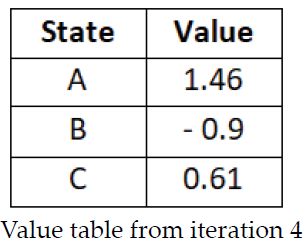 State Value
A 1.46
B - 0.9
C 0.61
Value table from iteration 4